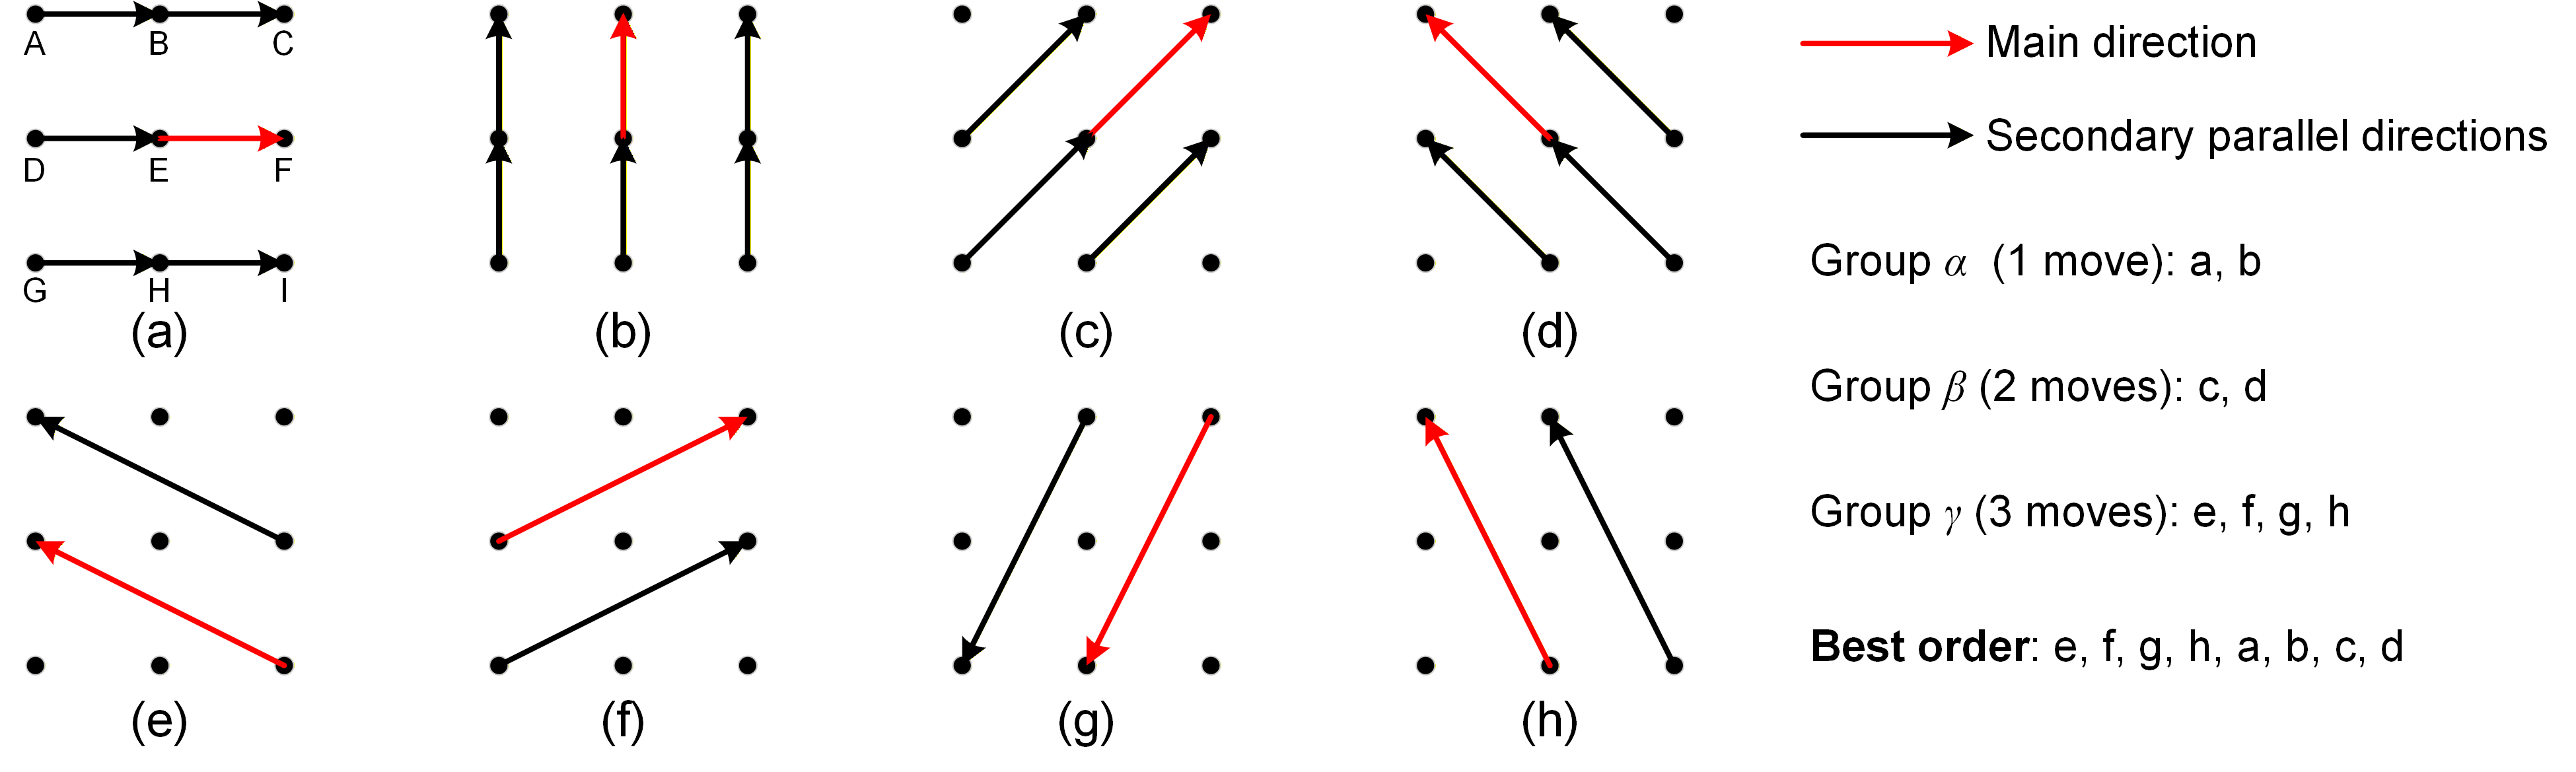 A B C
D E F
G H I
(a)
(b)
(c)
(d)
(e)
(f)
(g)
(h)
Main direction
Secondary parallel directions
Group α (1 move): a, b
Group β (2 moves): c, d
Group γ (3 moves): e, f, g, h
Best order: e, f, g, h, a, b, c, d